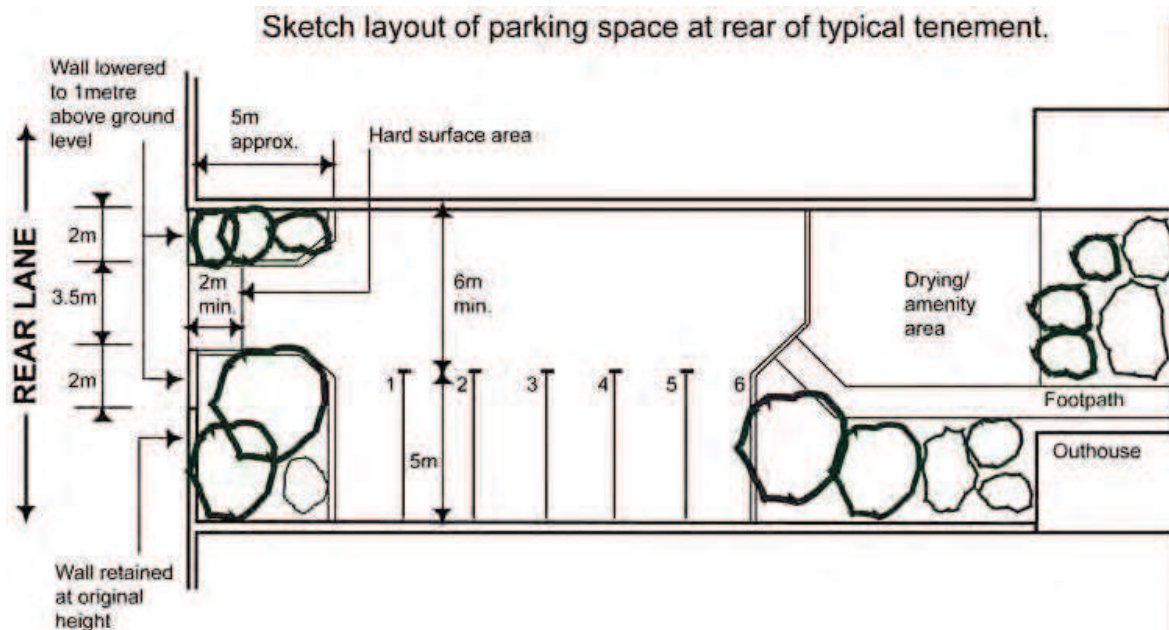 Sketch layout of parking space at rear of typical tenement.
Wall lowered
to 1metre
above ground
level
5m
approx.
Hard surface area
REAR LANE
2m
3.5m
2m
2m
min.
6m
min.
Drying/
amenity
area
1
2
3
4
5
6
5m
Footpath
Outhouse
Wall retained
at original
height